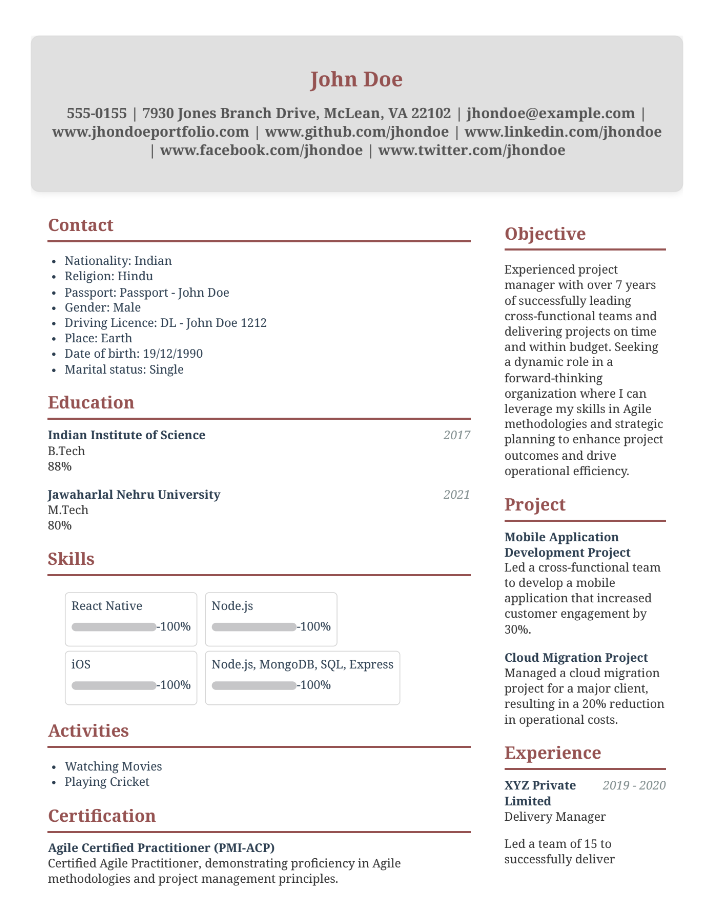 John Doe
555-0155 | 7930 Jones Branch Drive, McLean, VA 22102 | jhondoe@example.com |
www.jhondoeportfolio.com | www.github.com/jhondoe | www.linkedin.com/jhondoe
| www.facebook.com/jhondoe | www.twitter.com/jhondoe
Contact
• Nationality: Indian
• Religion: Hindu
• Passport: Passport - John Doe
• Gender: Male
• Driving Licence: DL - John Doe 1212
• Place: Earth
• Date of birth: 19/12/1990
• Marital status: Single
Education
Indian Institute of Science 2017
B.Tech
88%
Jawaharlal Nehru University 2021
M.Tech
80%
Skills
React Native
-100%
Node.js
-100%
iOS
-100%
Node.js, MongoDB, SQL, Express
-100%
Activities
• Watching Movies
• Playing Cricket
Certification
Agile Certified Practitioner (PMI-ACP)
Certified Agile Practitioner, demonstrating proficiency in Agile
methodologies and project management principles.
Objective
Experienced project
manager with over 7 years
of successfully leading
cross-functional teams and
delivering projects on time
and within budget. Seeking
a dynamic role in a
forward-thinking
organization where I can
leverage my skills in Agile
methodologies and strategic
planning to enhance project
outcomes and drive
operational efficiency.
Project
Mobile Application
Development Project
Led a cross-functional team
to develop a mobile
application that increased
customer engagement by
30%.
Cloud Migration Project
Managed a cloud migration
project for a major client,
resulting in a 20% reduction
in operational costs.
Experience
XYZ Private 2019 - 2020
Limited
Delivery Manager
Led a team of 15 to
successfully deliver